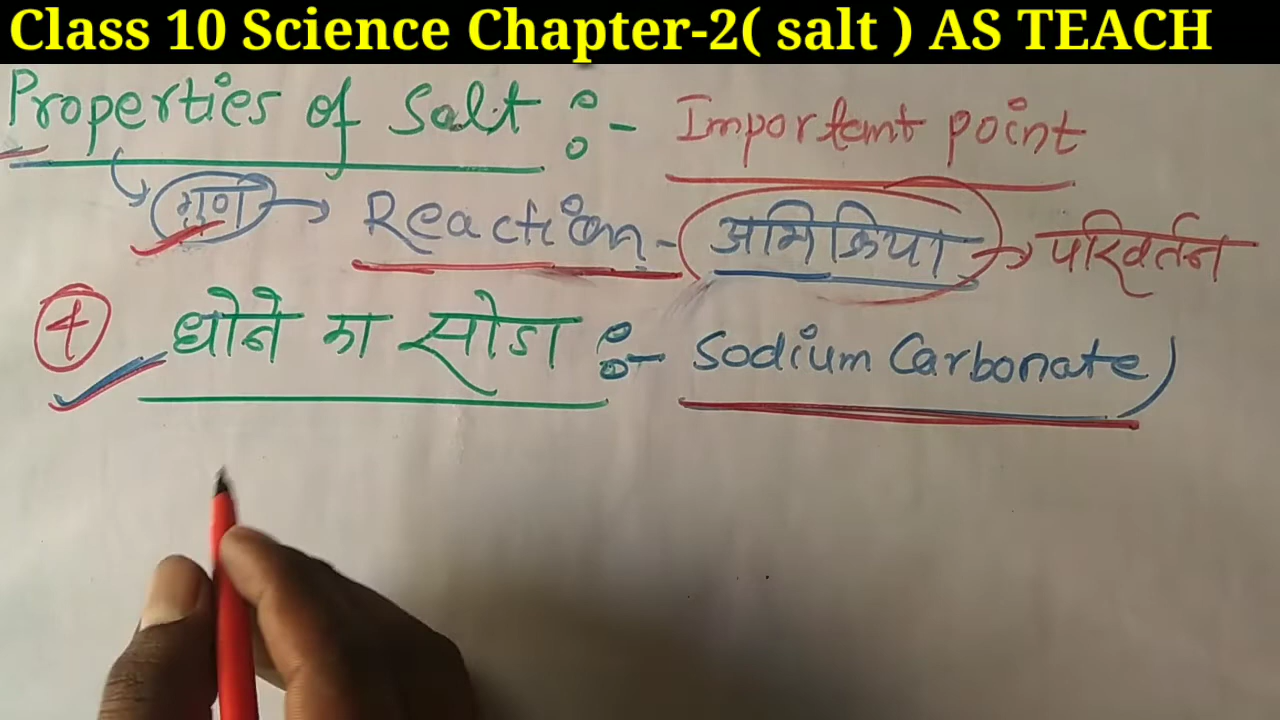 Class 10 Science Chapter-2( salt ) AS TEACH
Properties of Salt :- Important point
गुण → Reaction - अभिक्रिया → परिवर्तन
4 धोने का सोडा :- Sodium Carbonate)